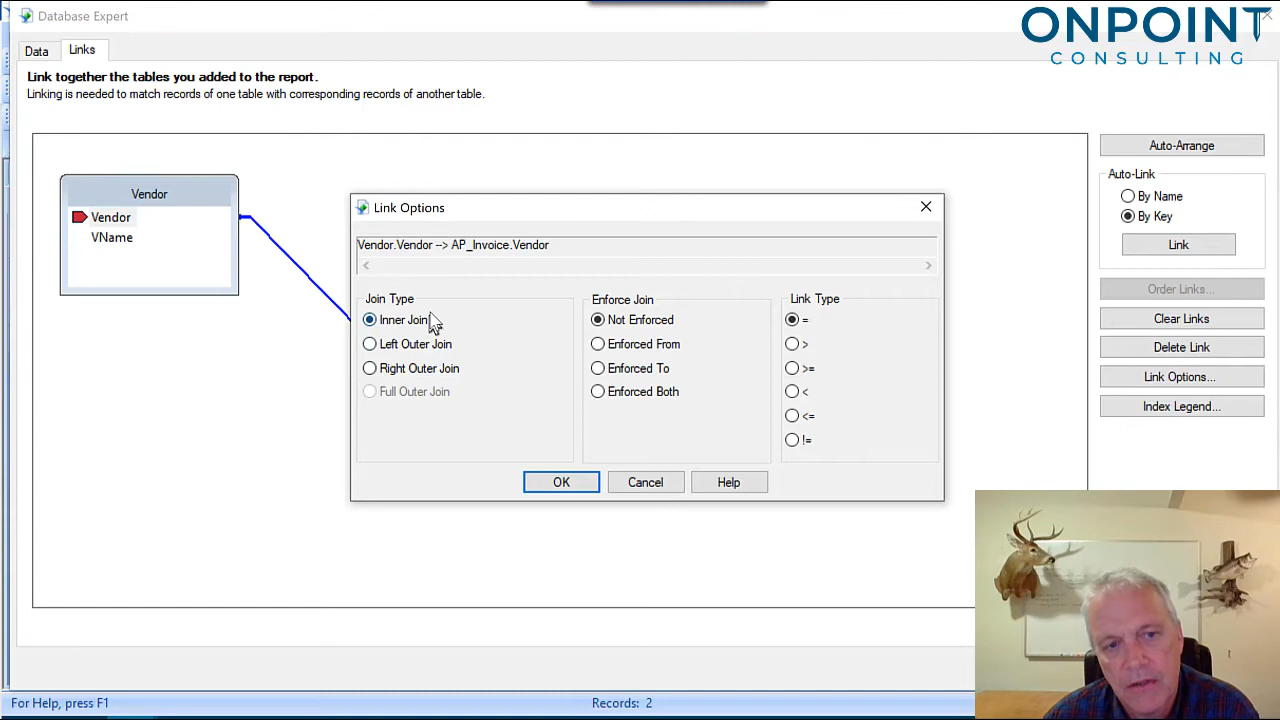 Database Expert
ONPOINT
CONSULTING
Data
Links
Link together the tables you added to the report.
Linking is needed to match records of one table with corresponding records of another table.
Vendor
Vendor
VName
Link Options
Vendor.Vendor --> AP_Invoice.Vendor
Join Type
Inner Join
Left Outer Join
Right Outer Join
Full Outer Join
Enforce Join
Not Enforced
Enforced From
Enforced To
Enforced Both
Link Type
=
>
>=
<
<=
!=
OK
Cancel
Help
Auto-Arrange
Auto-Link
By Name
By Key
Link
Order Links...
Clear Links
Delete Link
Link Options...
Index Legend...
For Help, press F1
Records: 2